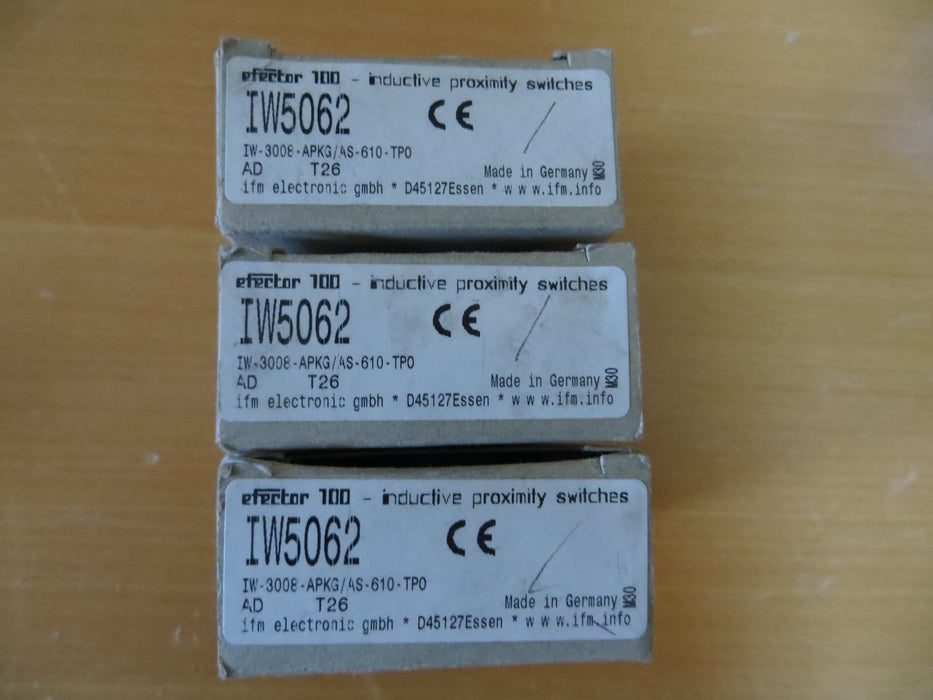 efector 100 - inductive proximity switches
IW5062 CE
IW-3008-APKG/AS-610-TPO
AD T26 Made in Germany M30
ifm electronic gmbh * D45127Essen * w w w.ifm.info
efector 100 - inductive proximity switches
IW5062 CE
IW-3008-APKG/AS-610-TPO
AD T26 Made in Germany M30
ifm electronic gmbh * D45127Essen * w w w.ifm.info
efector 100 - inductive proximity switches
IW5062 CE
IW-3008-APKG/AS-610-TPO
AD T26 Made in Germany M30
ifm electronic gmbh * D45127Essen * w w w.ifm.info